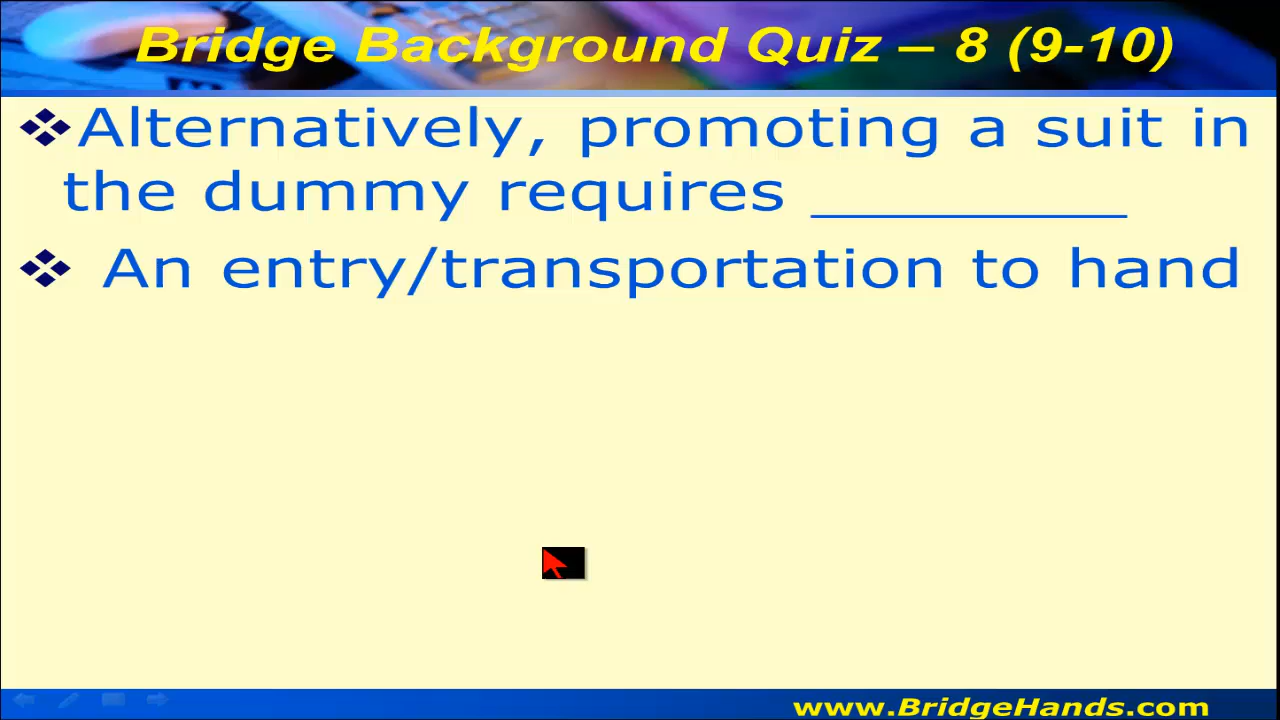 Bridge Background Quiz – 8 (9-10)
❖Alternatively, promoting a suit in
the dummy requires _________
❖ An entry/transportation to hand
www.BridgeHands.com